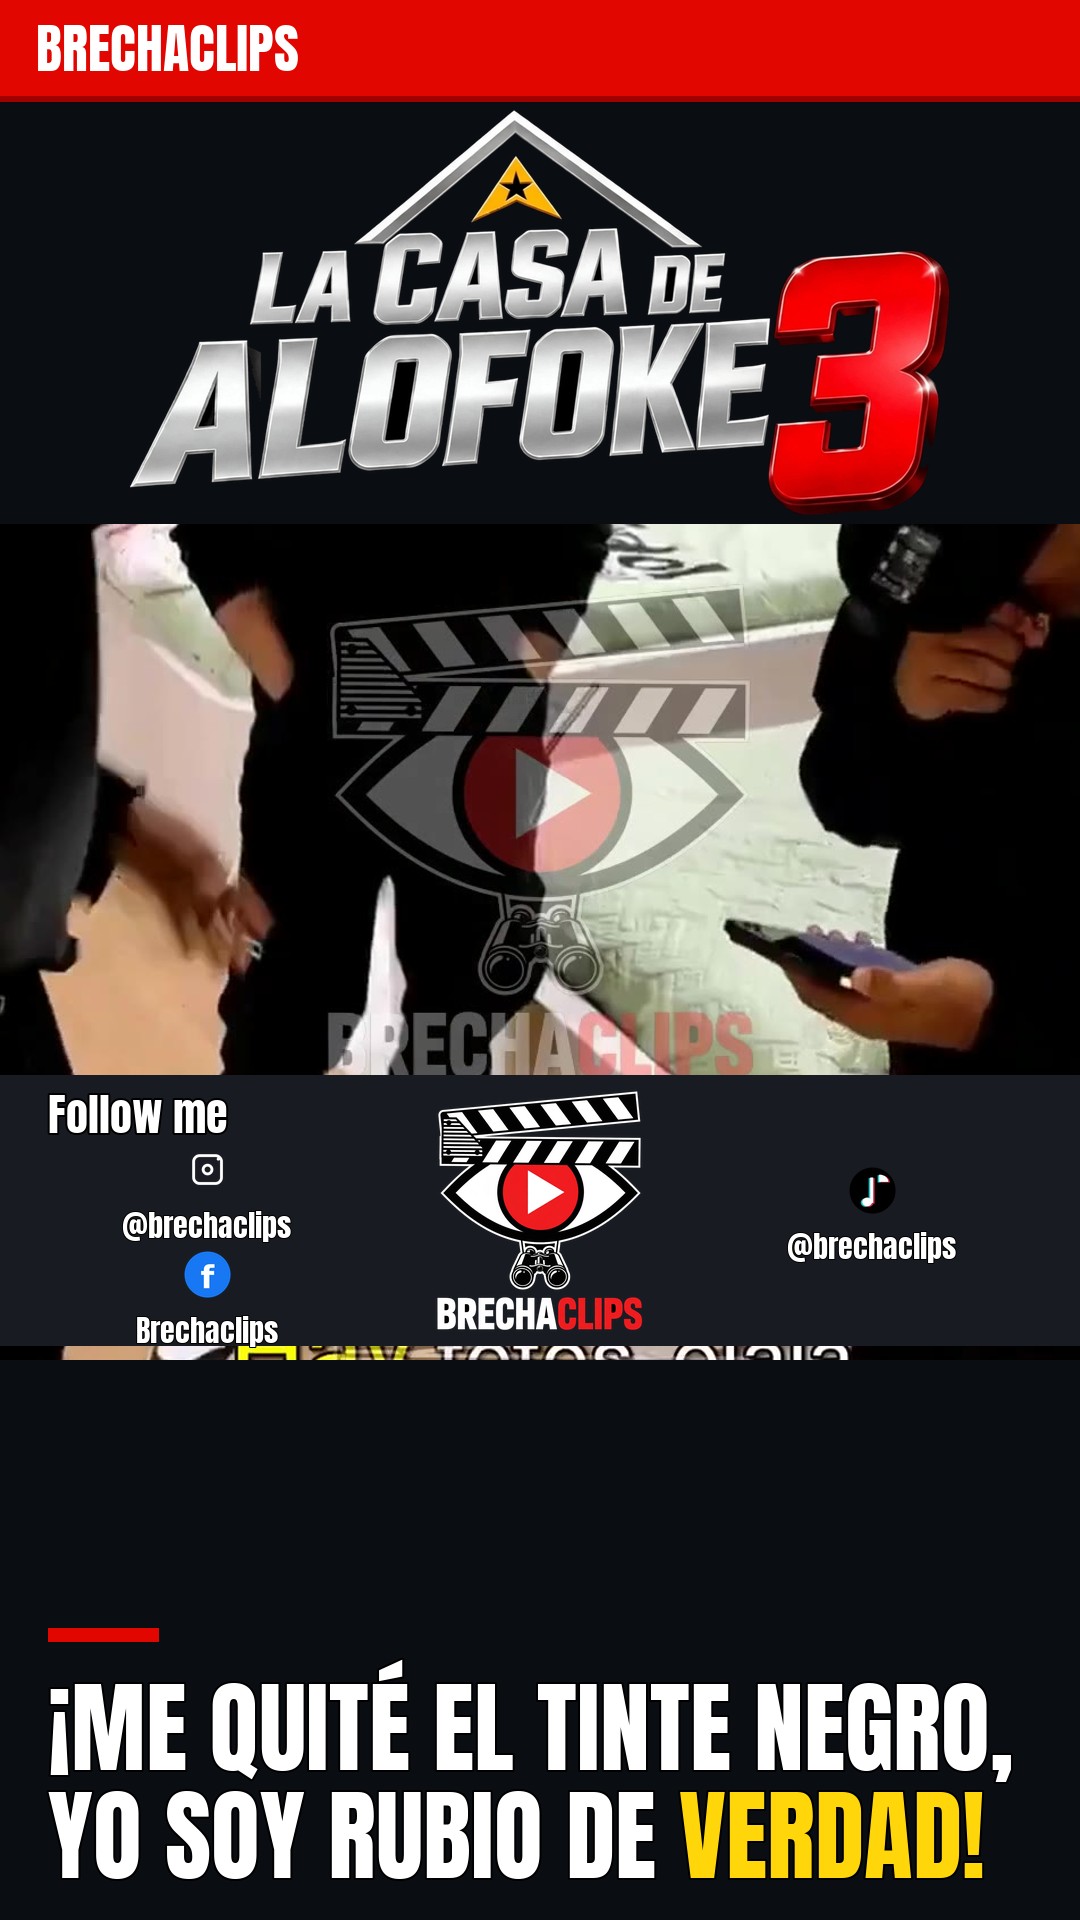 BRECHACLIPS
LA CASA DE
ALOFOKE 3
BRECHACLIPS
Follow me
@brechaclips
Brechaclips
BRECHACLIPS
@brechaclips
¡ME QUITÉ EL TINTE NEGRO,
YO SOY RUBIO DE VERDAD!